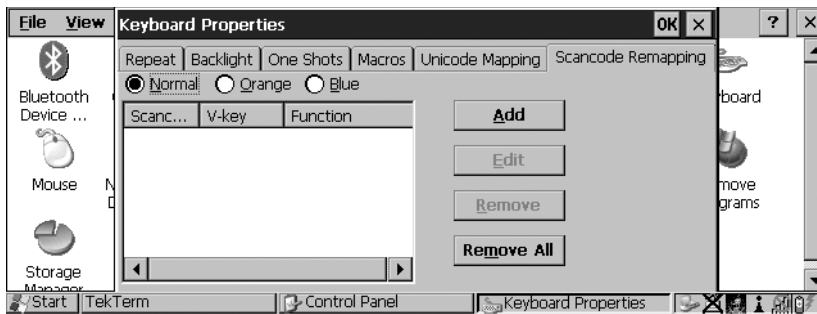 File View Keyboard Properties OK × ? ×
Repeat Backlight One Shots Macros Unicode Mapping Scancode Remapping
Normal Orange Blue
Bluetooth
Device ...
board
Scanc... V-key Function
Add
Edit
Mouse
move
grams
Remove
Remove All
Storage
Manager
Start TekTerm Control Panel Keyboard Properties